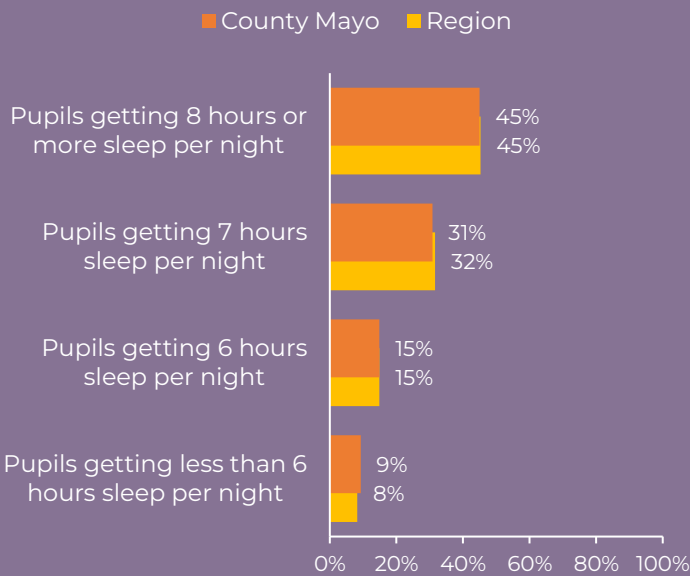 County Mayo Region
Pupils getting 8 hours or
more sleep per night
45%
45%
Pupils getting 7 hours
sleep per night
31%
32%
Pupils getting 6 hours
sleep per night
15%
15%
Pupils getting less than 6
hours sleep per night
9%
8%
0% 20% 40% 60% 80% 100%